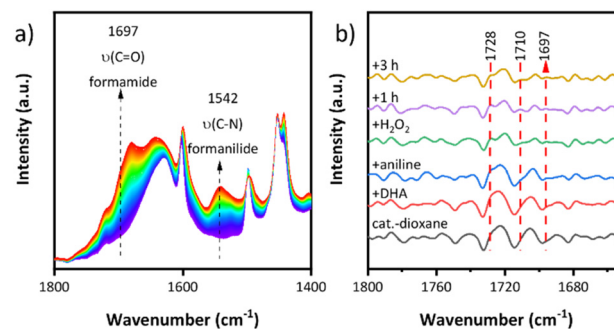 a)
1697
υ(C=O)
formamide
1542
υ(C-N)
formanilide
Intensity (a.u.)
1800
1600
1400
Wavenumber (cm⁻¹)
b)
1728
1710
1697
+3 h
+1 h
+H₂O₂
+aniline
+DHA
cat.-dioxane
Intensity (a.u.)
1800
1760
1720
1680
Wavenumber (cm⁻¹)